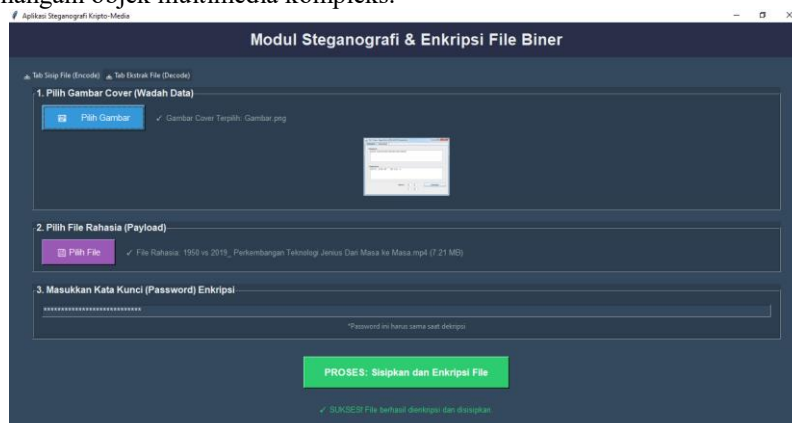 nangani objek multimedia kompleks.
Aplikasi Steganografi Kripto-Media
Modul Steganografi & Enkripsi File Biner
Tab Sisip File (Encode) Tab Ekstrak File (Decode)
1. Pilih Gambar Cover (Wadah Data)
Pilih Gambar ✓ Gambar Cover Terpilih: Gambar.png
2. Pilih File Rahasia (Payload)
Pilih File ✓ File Rahasia: 1950 vs 2019_ Perkembangan Teknologi Jenius Dari Masa ke Masa.mp4 (7.21 MB)
3. Masukkan Kata Kunci (Password) Enkripsi
*Password ini harus sama saat dekripsi
PROSES: Sisipkan dan Enkripsi File
✓ SUKSES! File berhasil dienkripsi dan disisipkan.